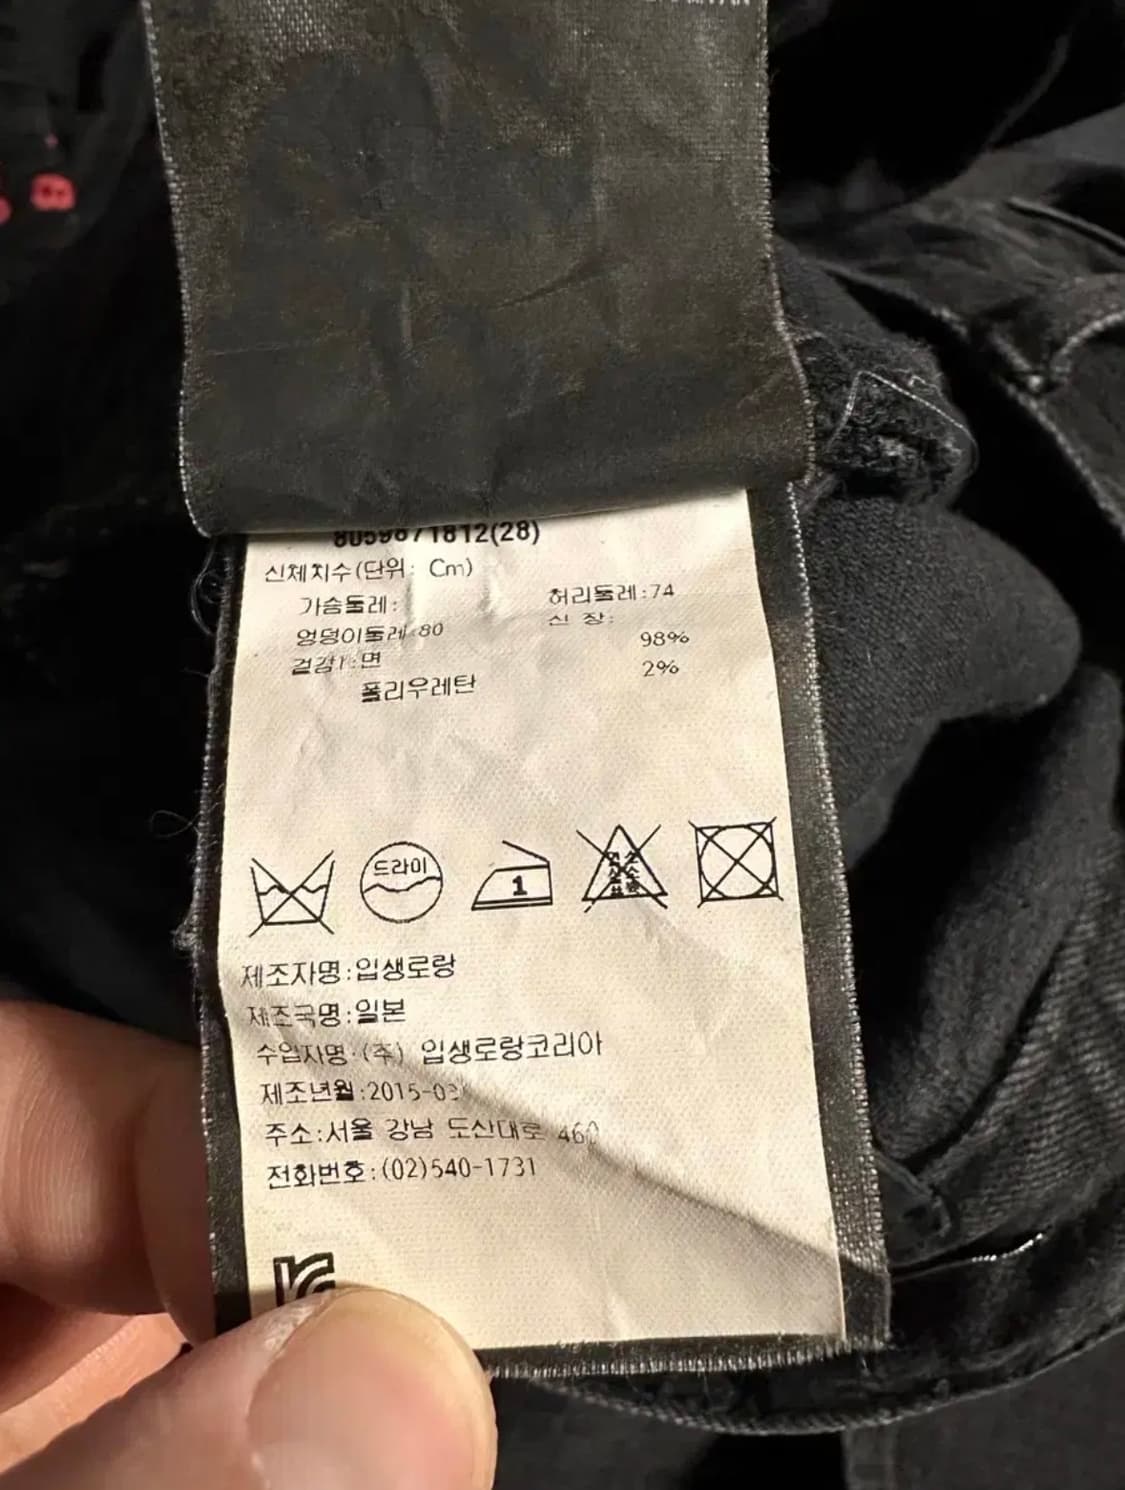 8059871812(28)
신체치수(단위: Cm)
가슴둘레: 허리둘레:74
엉덩이둘레:80 신 장:
겉감1:면 98%
폴리우레탄 2%
드라이
1
제조자명:입생로랑
제조국명:일본
수입자명:(주) 입생로랑코리아
제조년월:2015-03
주소:서울 강남 도산대로 460
전화번호:(02)540-1731